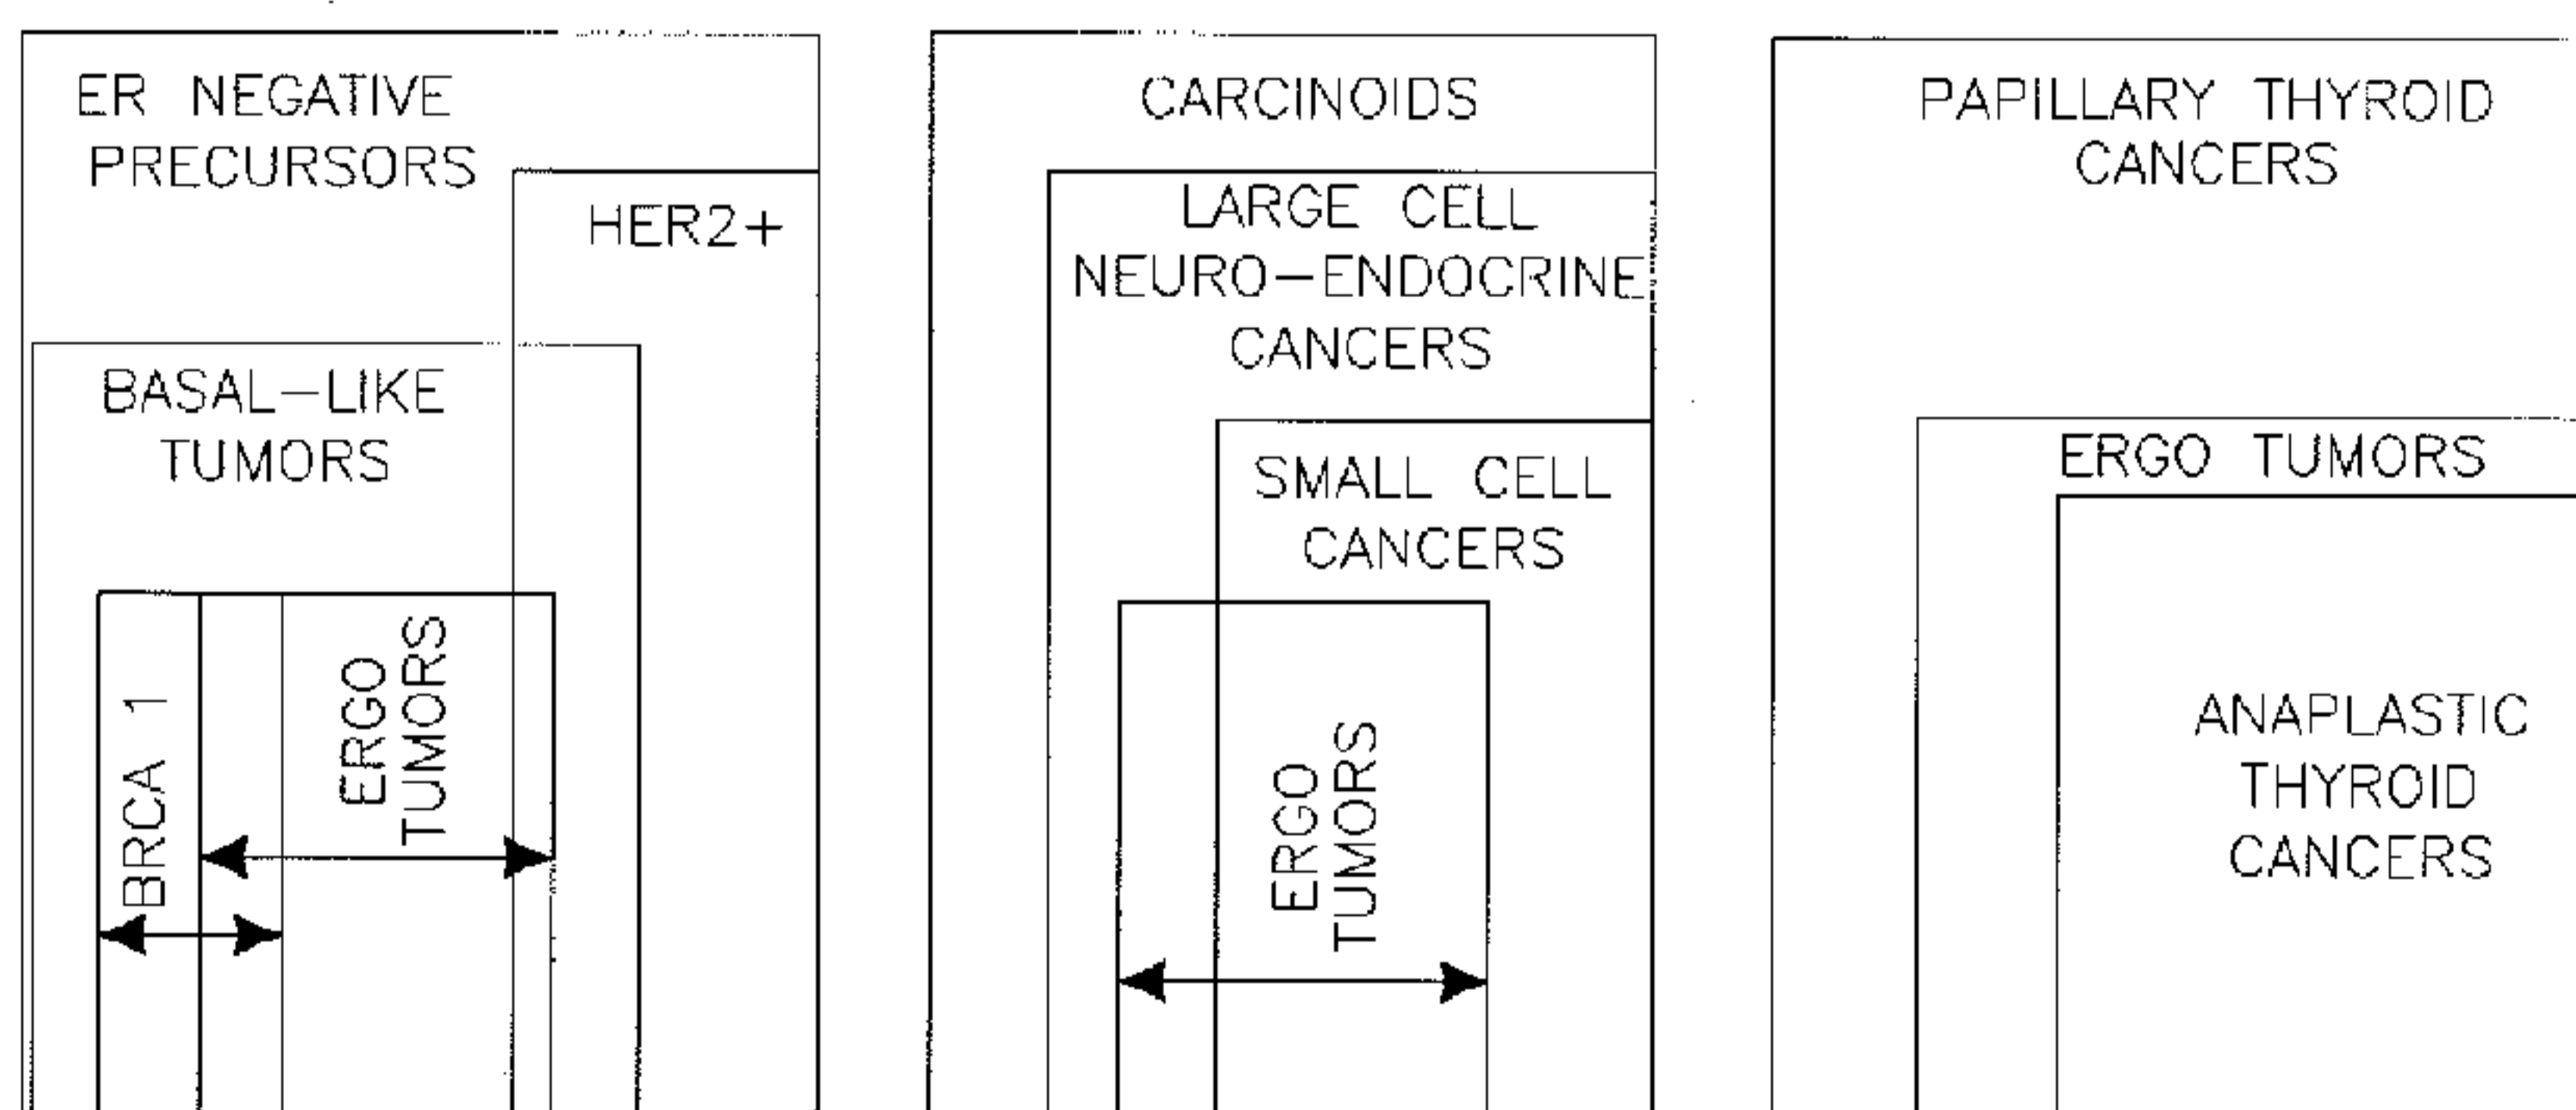 ER NEGATIVE
PRECURSORS
HER2+
BASAL-LIKE
TUMORS
BRCA 1
ERGO
TUMORS
CARCINOIDS
LARGE CELL
NEURO-ENDOCRINE
CANCERS
SMALL CELL
CANCERS
ERGO
TUMORS
PAPILLARY THYROID
CANCERS
ERGO TUMORS
ANAPLASTIC
THYROID
CANCERS